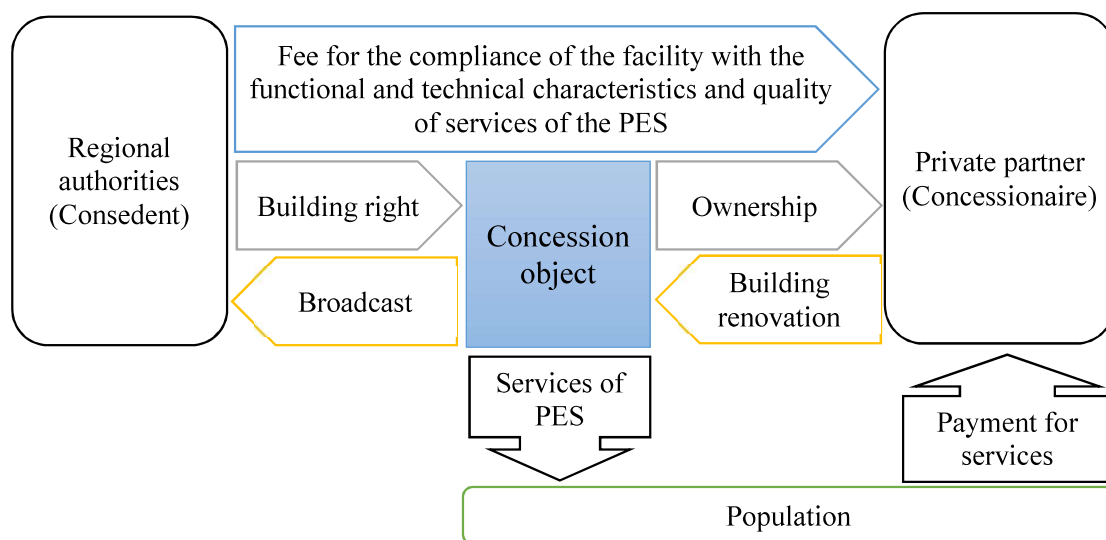 Fee for the compliance of the facility with the
functional and technical characteristics and quality
of services of the PES
Regional
authorities
(Consedent)
Private partner
(Concessionaire)
Building right
Concession
object
Ownership
Broadcast
Building
renovation
Services of
PES
Payment for
services
Population